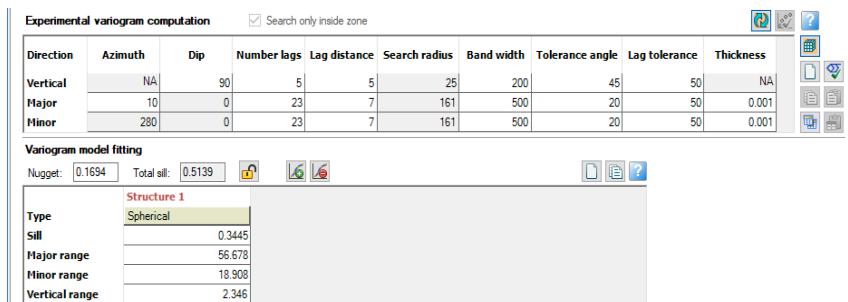 Experimental variogram computation Search only inside zone
Direction Azimuth Dip Number lags Lag distance Search radius Band width Tolerance angle Lag tolerance Thickness
Vertical NA 90 5 5 25 200 45 50 NA
Major 10 0 23 7 161 500 20 50 0.001
Minor 280 0 23 7 161 500 20 50 0.001
Variogram model fitting
Nugget: 0.1694 Total sill: 0.5139
Structure 1
Type Spherical
Sill 0.3445
Major range 56.678
Minor range 18.908
Vertical range 2.346